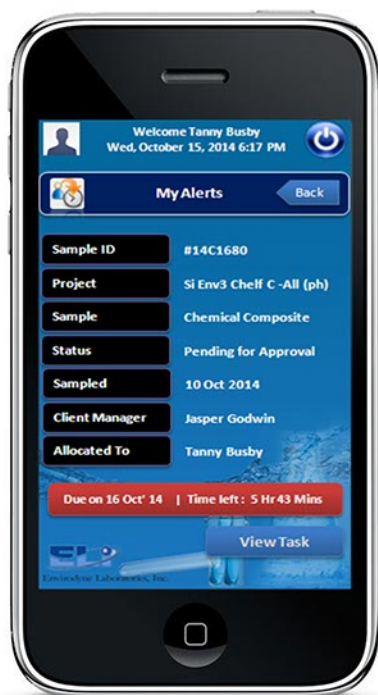 Welcome Tanny Busby
Wed, October 15, 2014 6:17 PM
My Alerts
Back
Sample ID #14C1680
Project Si Env3 Chelf C -All (ph)
Sample Chemical Composite
Status Pending for Approval
Sampled 10 Oct 2014
Client Manager Jasper Godwin
Allocated To Tanny Busby
Due on 16 Oct' 14 | Time left : 5 Hr 43 Mins
View Task
ELI
Envirodyne Laboratories, Inc.